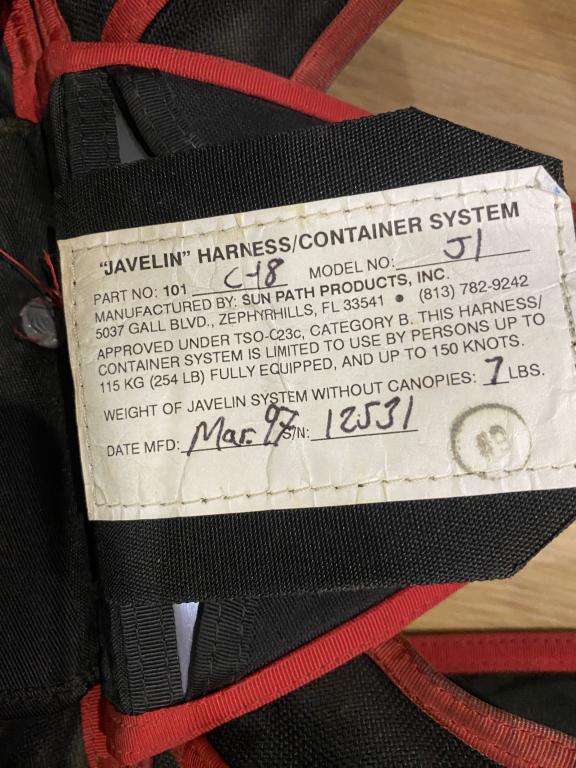 "JAVELIN" HARNESS/CONTAINER SYSTEM
PART NO: 101 C-18 MODEL NO: J1
MANUFACTURED BY: SUN PATH PRODUCTS, INC.
5037 GALL BLVD., ZEPHYRHILLS, FL 33541 • (813) 782-9242
APPROVED UNDER TSO-C23c, CATEGORY B. THIS HARNESS/
CONTAINER SYSTEM IS LIMITED TO USE BY PERSONS UP TO
115 KG (254 LB) FULLY EQUIPPED, AND UP TO 150 KNOTS.
WEIGHT OF JAVELIN SYSTEM WITHOUT CANOPIES: 7 LBS.
DATE MFD: Mar. 97 S/N: 12531